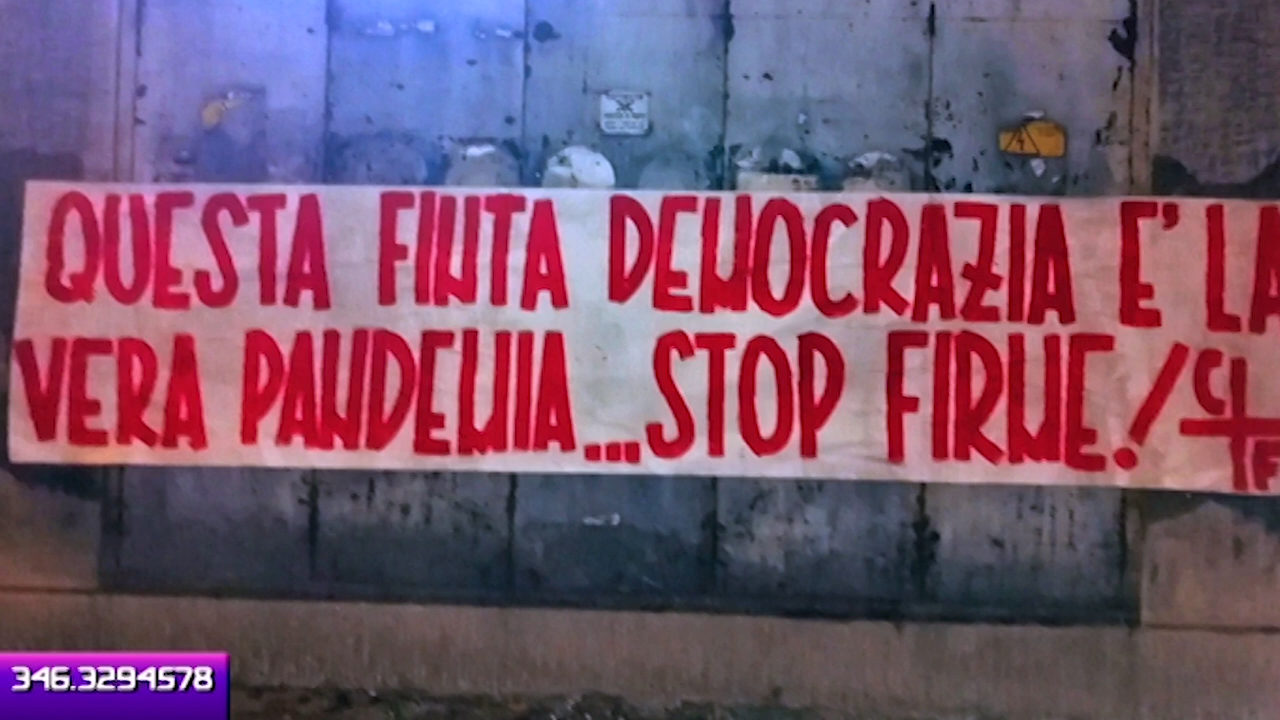 QUESTA FINTA DEMOCRAZIA E' LA
VERA PANDEMIA...STOP FIRME!
C
F
346.3294578